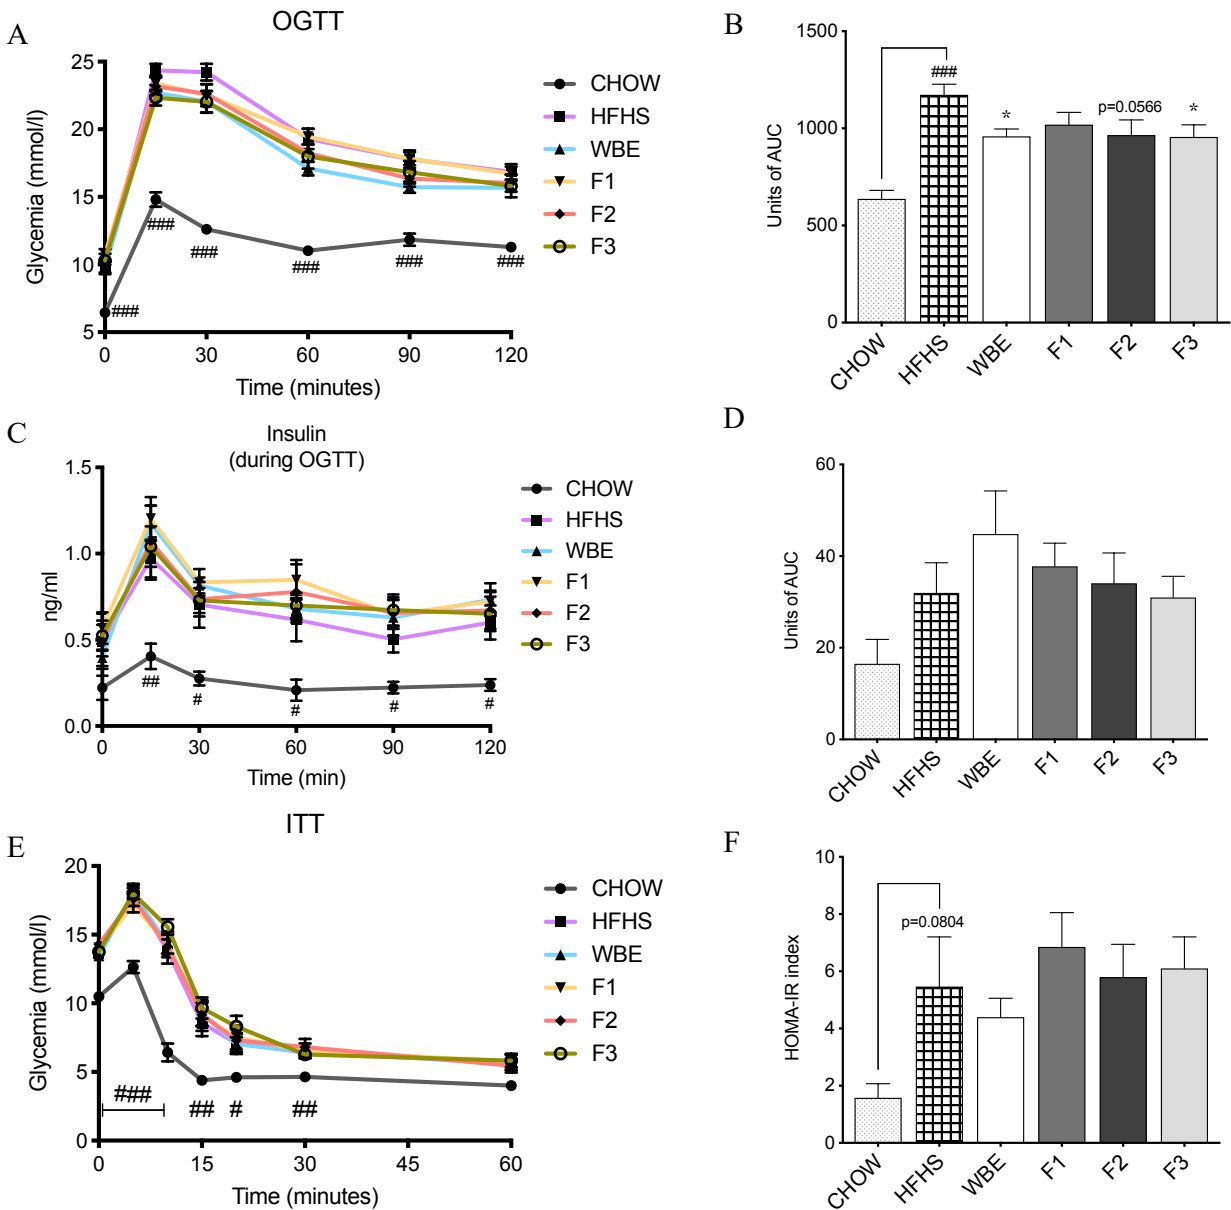 A
OGTT
Glycemia (mmol/l)
25
20
15
10
5
###
###
###
###
###
###
0
30
60
90
120
Time (minutes)
CHOW
HFHS
WBE
F1
F2
F3
B
Units of AUC
1500
1000
500
0
###
*
p=0.0566
*
CHOW
HFHS
WBE
F1
F2
F3
C
Insulin
(during OGTT)
ng/ml
1.5
1.0
0.5
0.0
##
#
#
#
#
0
30
60
90
120
Time (min)
CHOW
HFHS
WBE
F1
F2
F3
D
Units of AUC
60
40
20
0
CHOW
HFHS
WBE
F1
F2
F3
E
ITT
Glycemia (mmol/l)
20
15
10
5
0
###
##
#
##
0
15
30
45
60
Time (minutes)
CHOW
HFHS
WBE
F1
F2
F3
F
HOMA-IR index
10
8
6
4
2
0
p=0.0804
CHOW
HFHS
WBE
F1
F2
F3